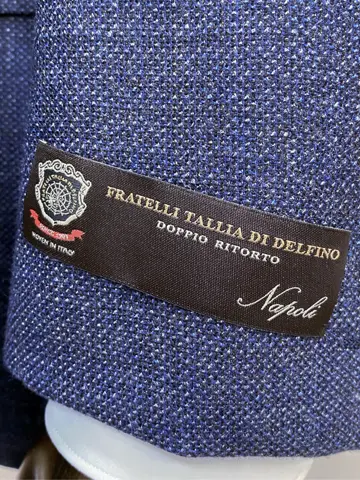 FRATELLI TALLIA DI DELFINO
DOPPIO RITORTO
WOVEN IN ITALY
Napoli